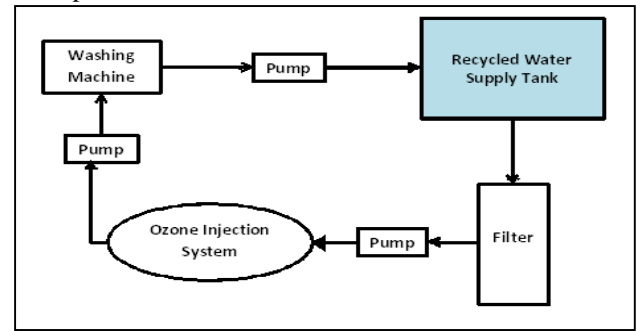 Washing
Machine
Pump
Recycled Water
Supply Tank
Pump
Ozone Injection
System
Pump
Filter